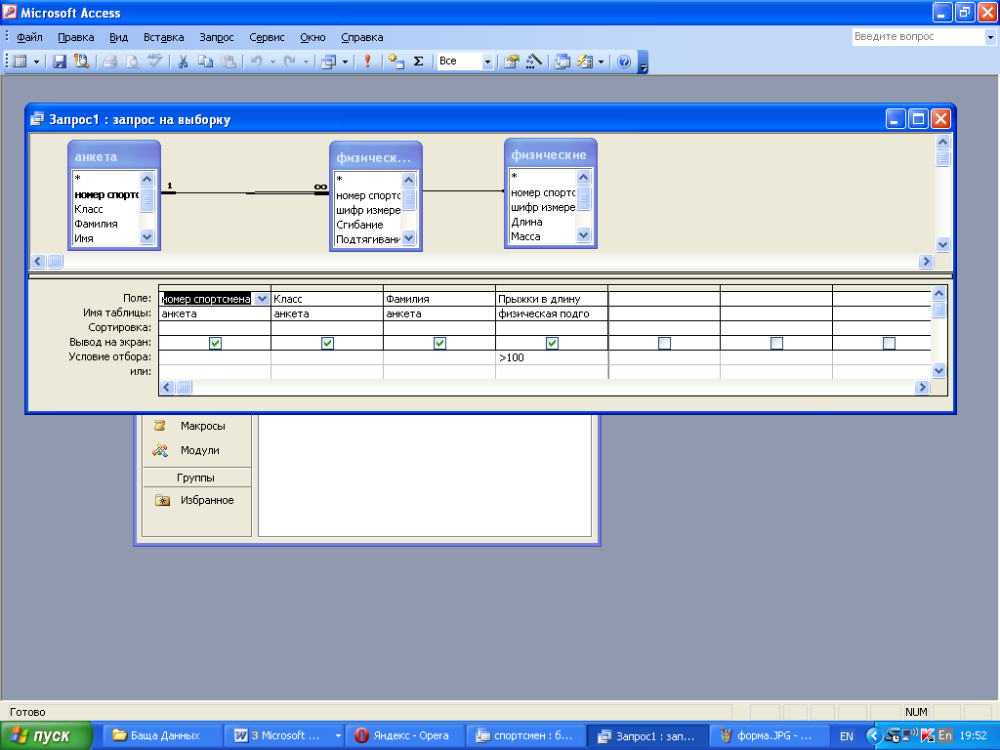 Microsoft Access
Файл Правка Вид Вставка Запрос Сервис Окно Справка Введите вопрос
ABC Все
Запрос1 : запрос на выборку
анкета
*
номер спортс
Класс
Фамилия
Имя
1 ∞
физическ...
*
номер спортс
шифр измере
Сгибание
Подтягивани
физические
*
номер спортс
шифр измере
Длина
Масса
Поле: номер спортсмена Класс Фамилия Прыжки в длину
Имя таблицы: анкета анкета анкета физическая подго
Сортировка:
Вывод на экран:
Условие отбора: >100
или:
Макросы
Модули
Группы
Избранное
Готово NUM
пуск Баща Данных 3 Microsoft ... Яндекс - Opera спортсмен : б... Запрос1 : зап... форма.JPG - ... EN En 19:52